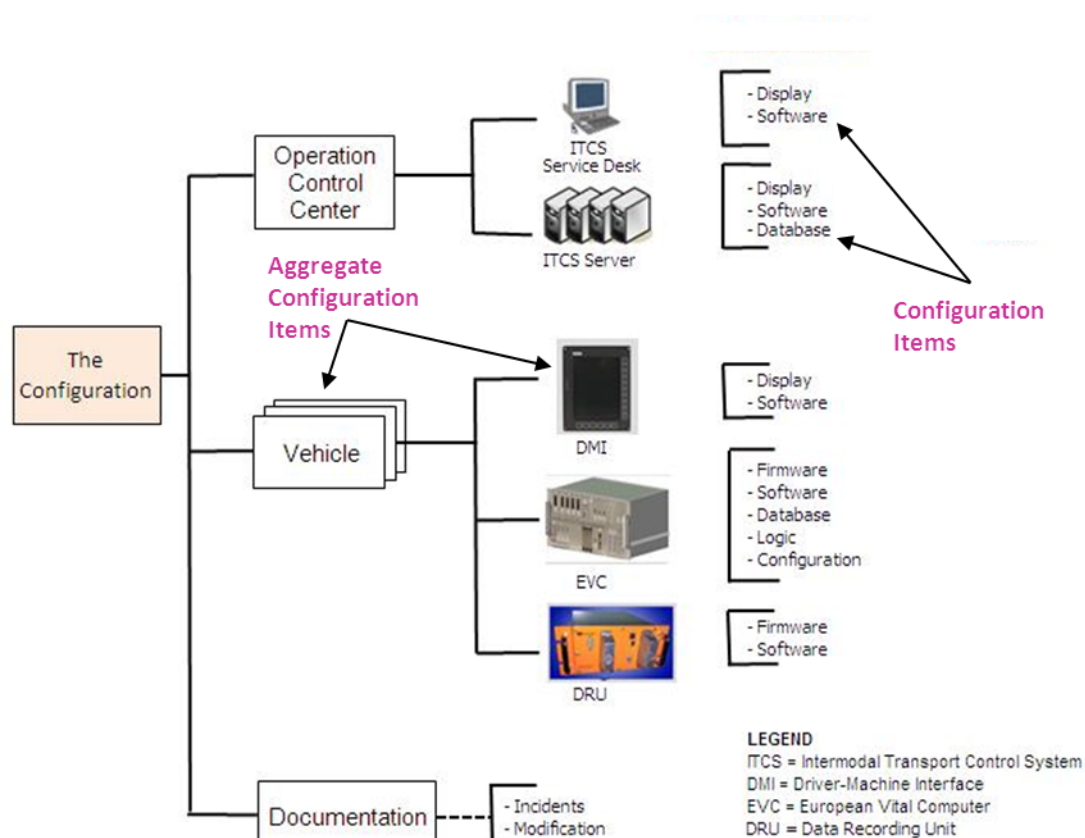 - Display
- Software
ITCS
Service Desk
Operation
Control
Center
- Display
- Software
- Database
ITCS Server
Aggregate
Configuration
Items
Configuration
Items
The
Configuration
- Display
- Software
DMI
Vehicle
- Firmware
- Software
- Database
- Logic
- Configuration
EVC
- Firmware
- Software
DRU
LEGEND
ITCS = Intermodal Transport Control System
DMI = Driver-Machine Interface
EVC = European Vital Computer
DRU = Data Recording Unit
Documentation
- Incidents
- Modification